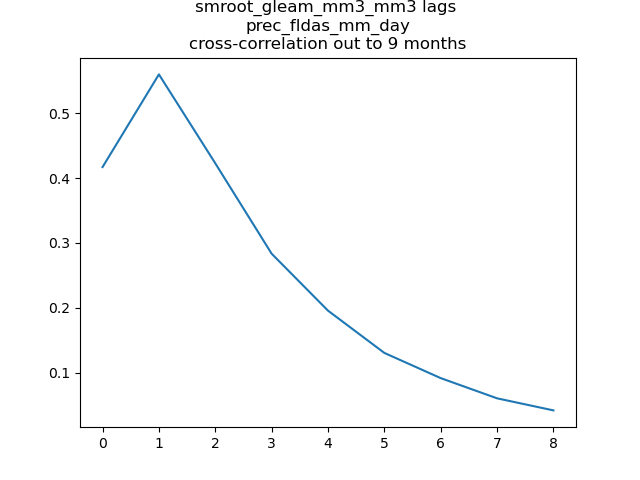 smroot_gleam_mm3_mm3 lags
prec_fldas_mm_day
cross-correlation out to 9 months
0.5
0.4
0.3
0.2
0.1
0 1 2 3 4 5 6 7 8